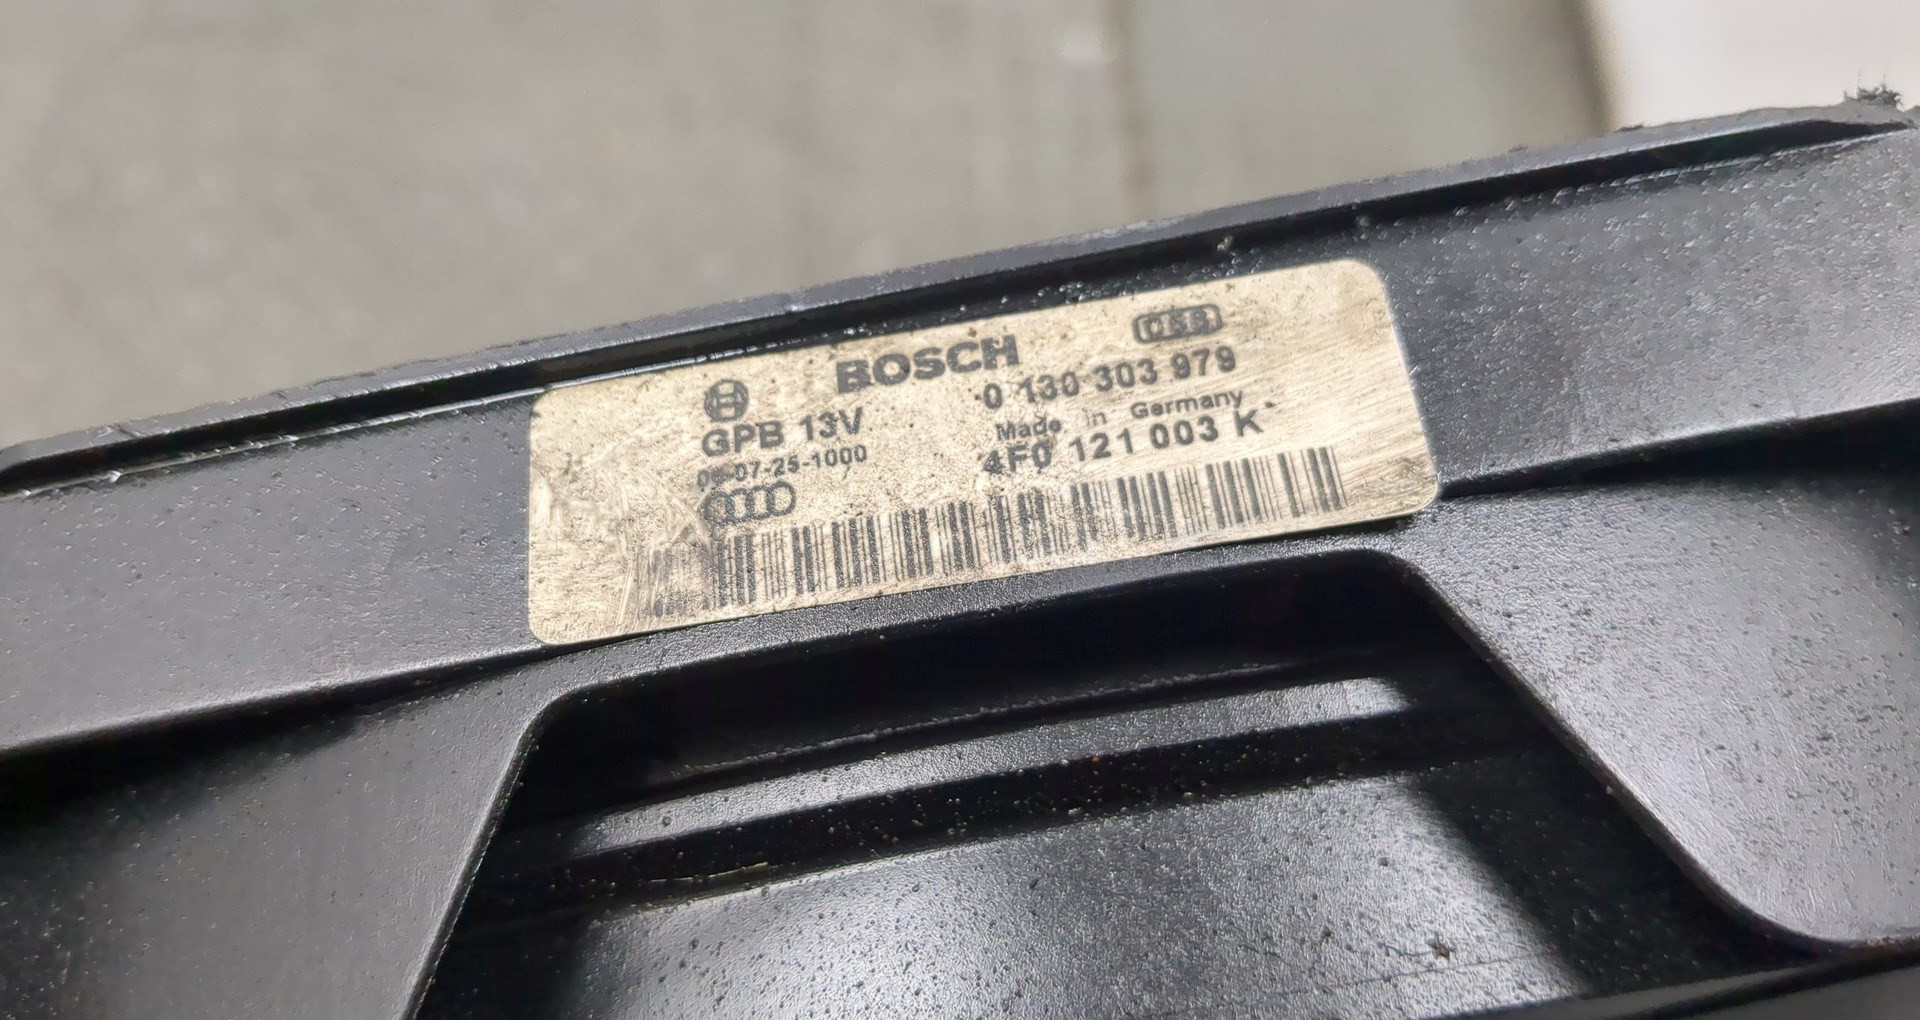 BOSCH
0 130 303 979
GPB 13V
Made in Germany
4F0 121 003 K